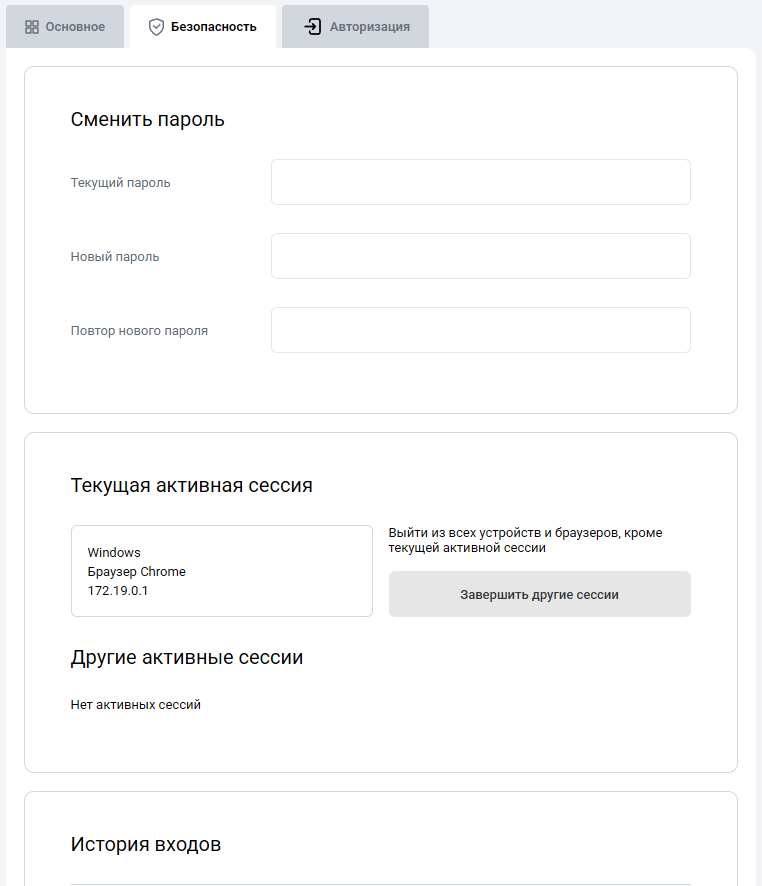 Основное
Безопасность
Авторизация
Сменить пароль
Текущий пароль
Новый пароль
Повтор нового пароля
Текущая активная сессия
Windows
Браузер Chrome
172.19.0.1
Выйти из всех устройств и браузеров, кроме
текущей активной сессии
Завершить другие сессии
Другие активные сессии
Нет активных сессий
История входов